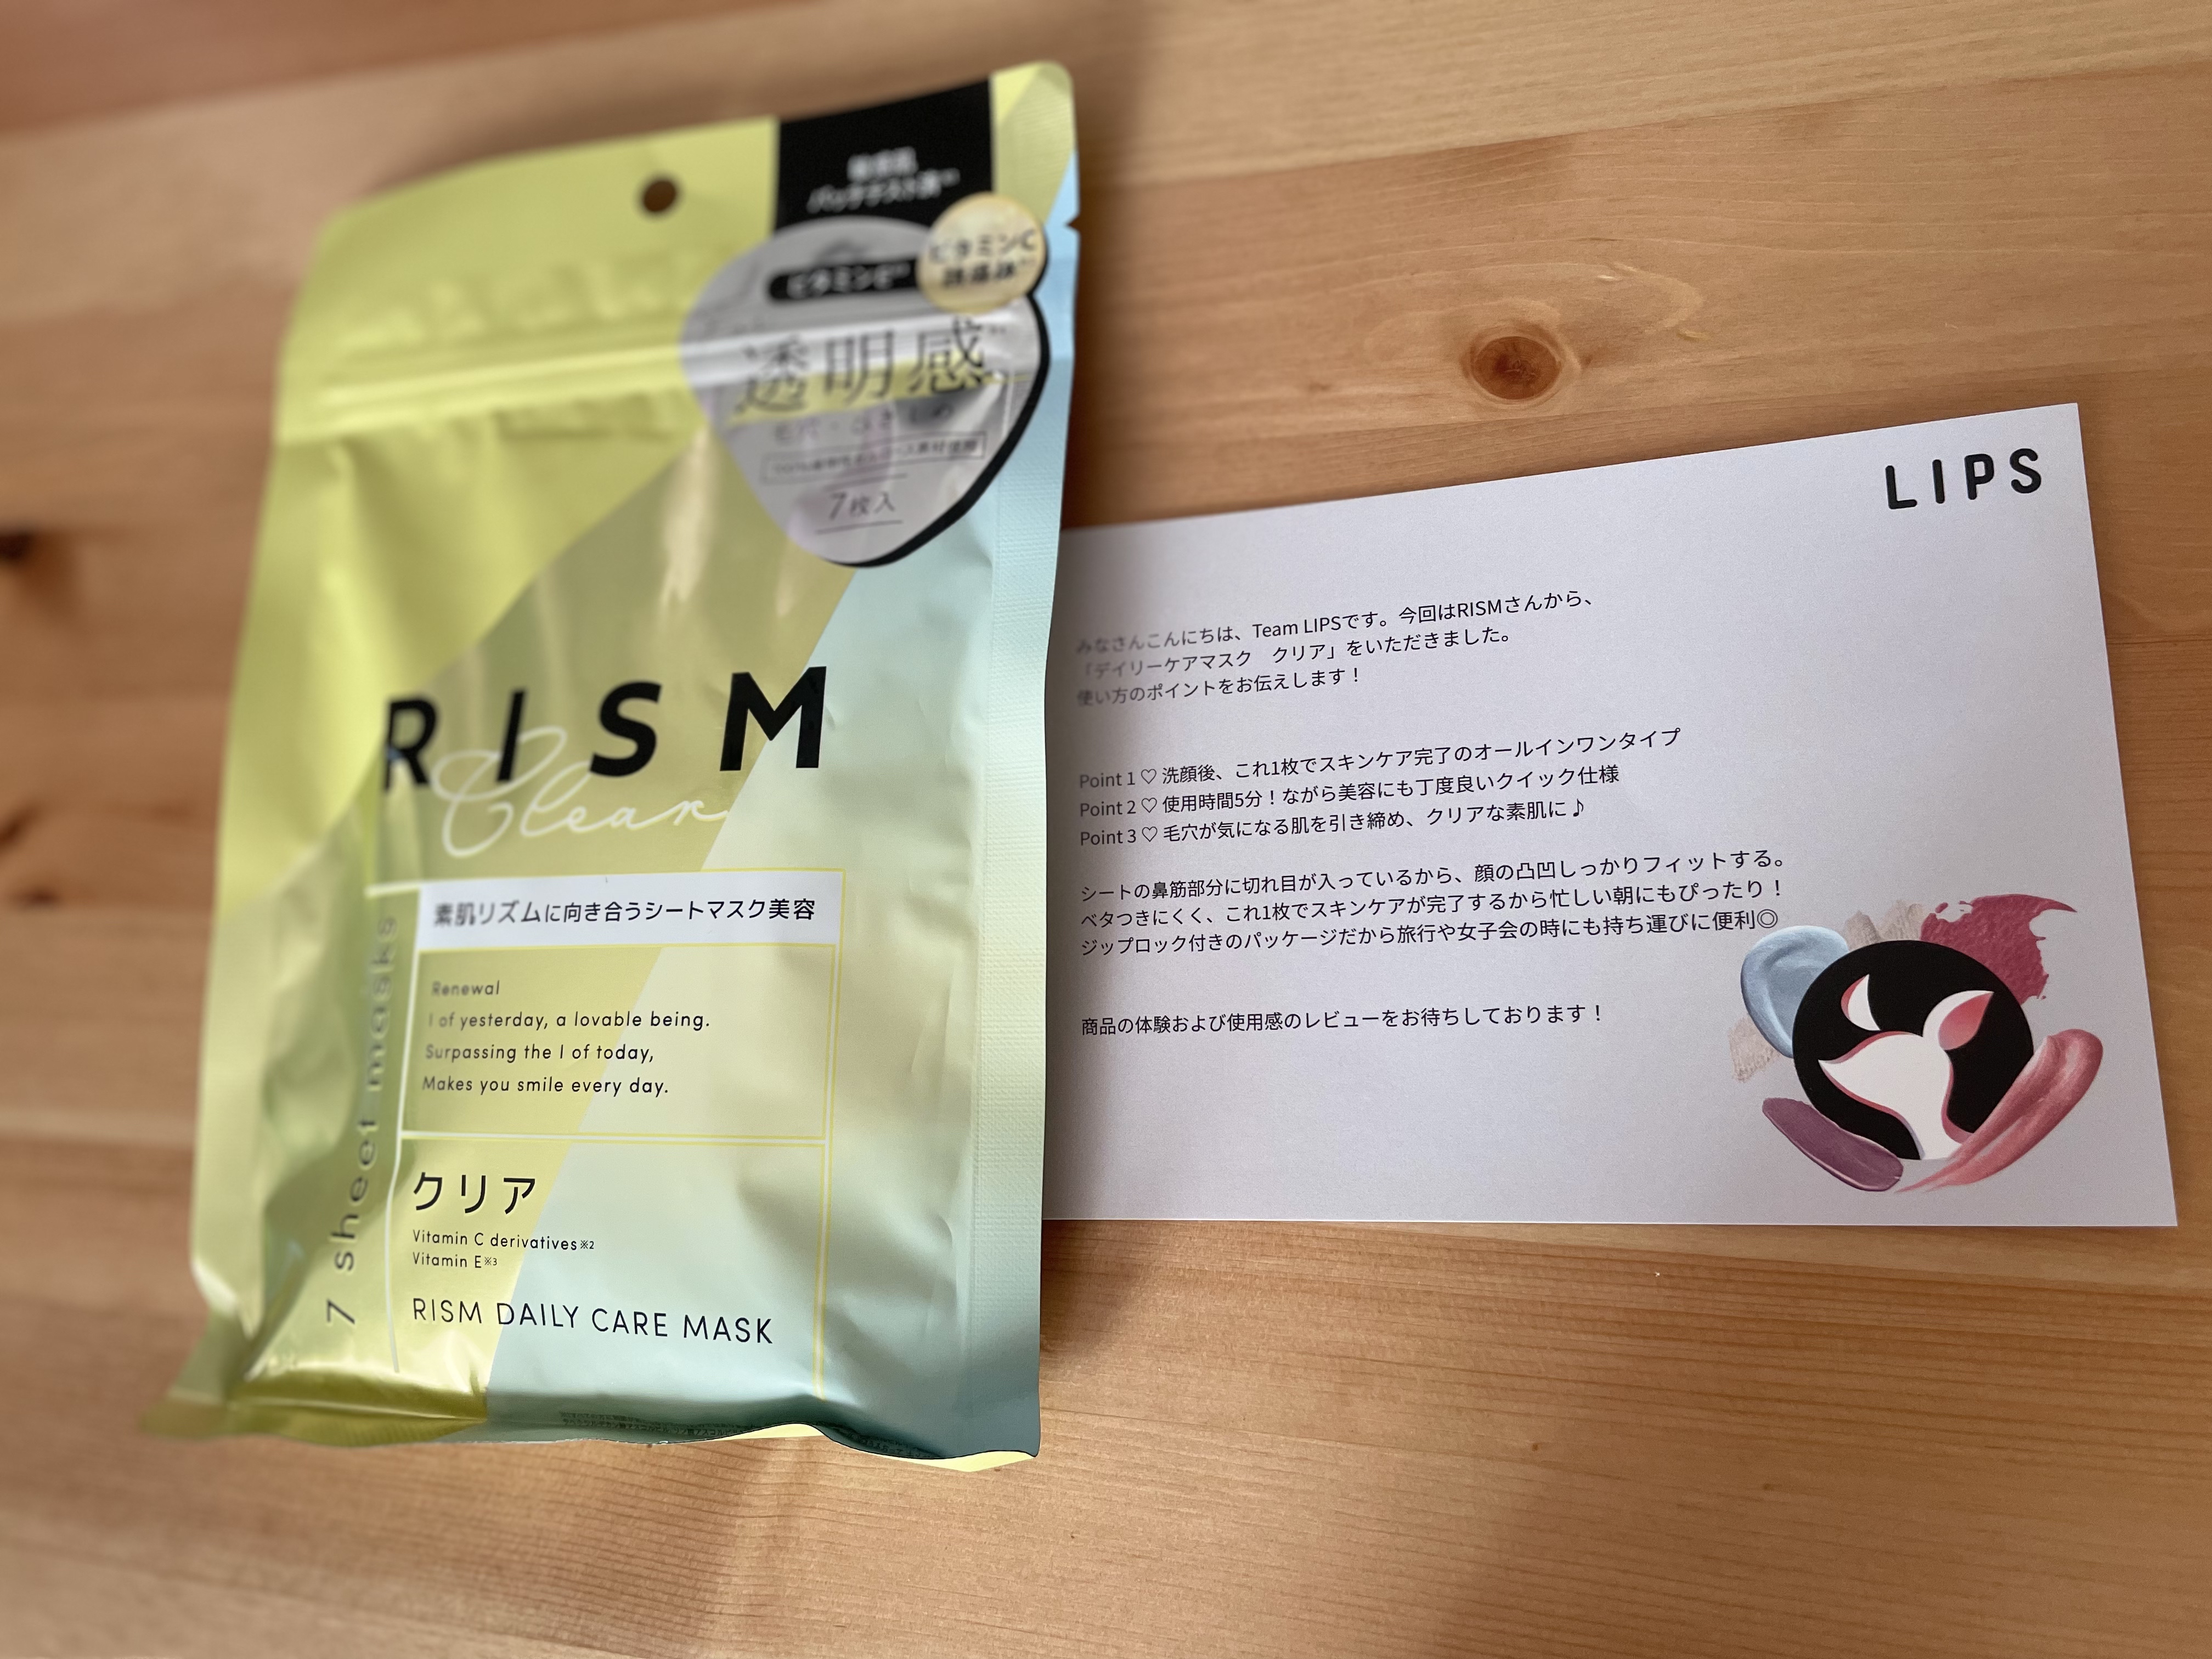 敏感肌
パッチテスト済
ビタミンC
ビタミンC
誘導体
透明感
7枚入
RISM
Clear
素肌リズムに向き合うシートマスク美容
Renewal
I of yesterday, a lovable being.
Surpassing the I of today,
Makes you smile every day.
7 sheet masks
クリア
Vitamin C derivatives※2
Vitamin E※3
RISM DAILY CARE MASK
LIPS
みなさんこんにちは、Team LIPSです。今回はRISMさんから、
「デイリーケアマスク　クリア」をいただきました。
使い方のポイントをお伝えします！
Point 1 ♡ 洗顔後、これ1枚でスキンケア完了のオールインワンタイプ
Point 2 ♡ 使用時間5分！ながら美容にも丁度良いクイック仕様
Point 3 ♡ 毛穴が気になる肌を引き締め、クリアな素肌に♪
シートの鼻筋部分に切れ目が入っているから、顔の凸凹しっかりフィットする。
ベタつきにくく、これ1枚でスキンケアが完了するから忙しい朝にもぴったり！
ジップロック付きのパッケージだから旅行や女子会の時にも持ち運びに便利◎
商品の体験および使用感のレビューをお待ちしております！